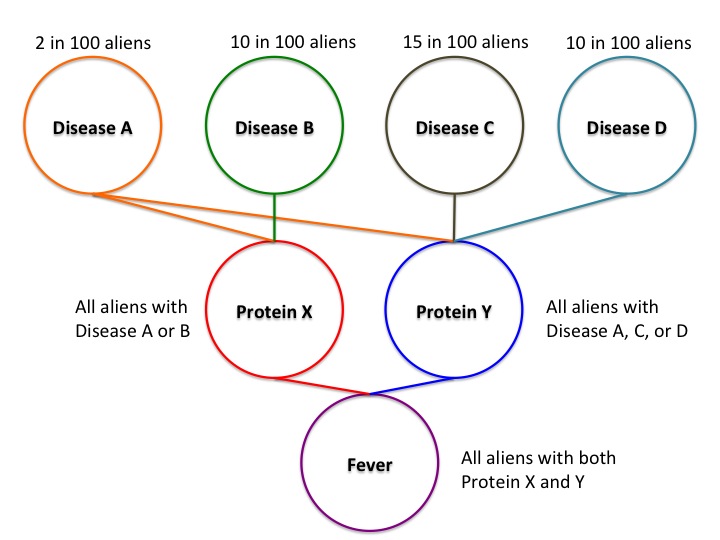 2 in 100 aliens
10 in 100 aliens
15 in 100 aliens
10 in 100 aliens
Disease A
Disease B
Disease C
Disease D
All aliens with
Disease A or B
Protein X
Protein Y
All aliens with
Disease A, C, or D
Fever
All aliens with both
Protein X and Y